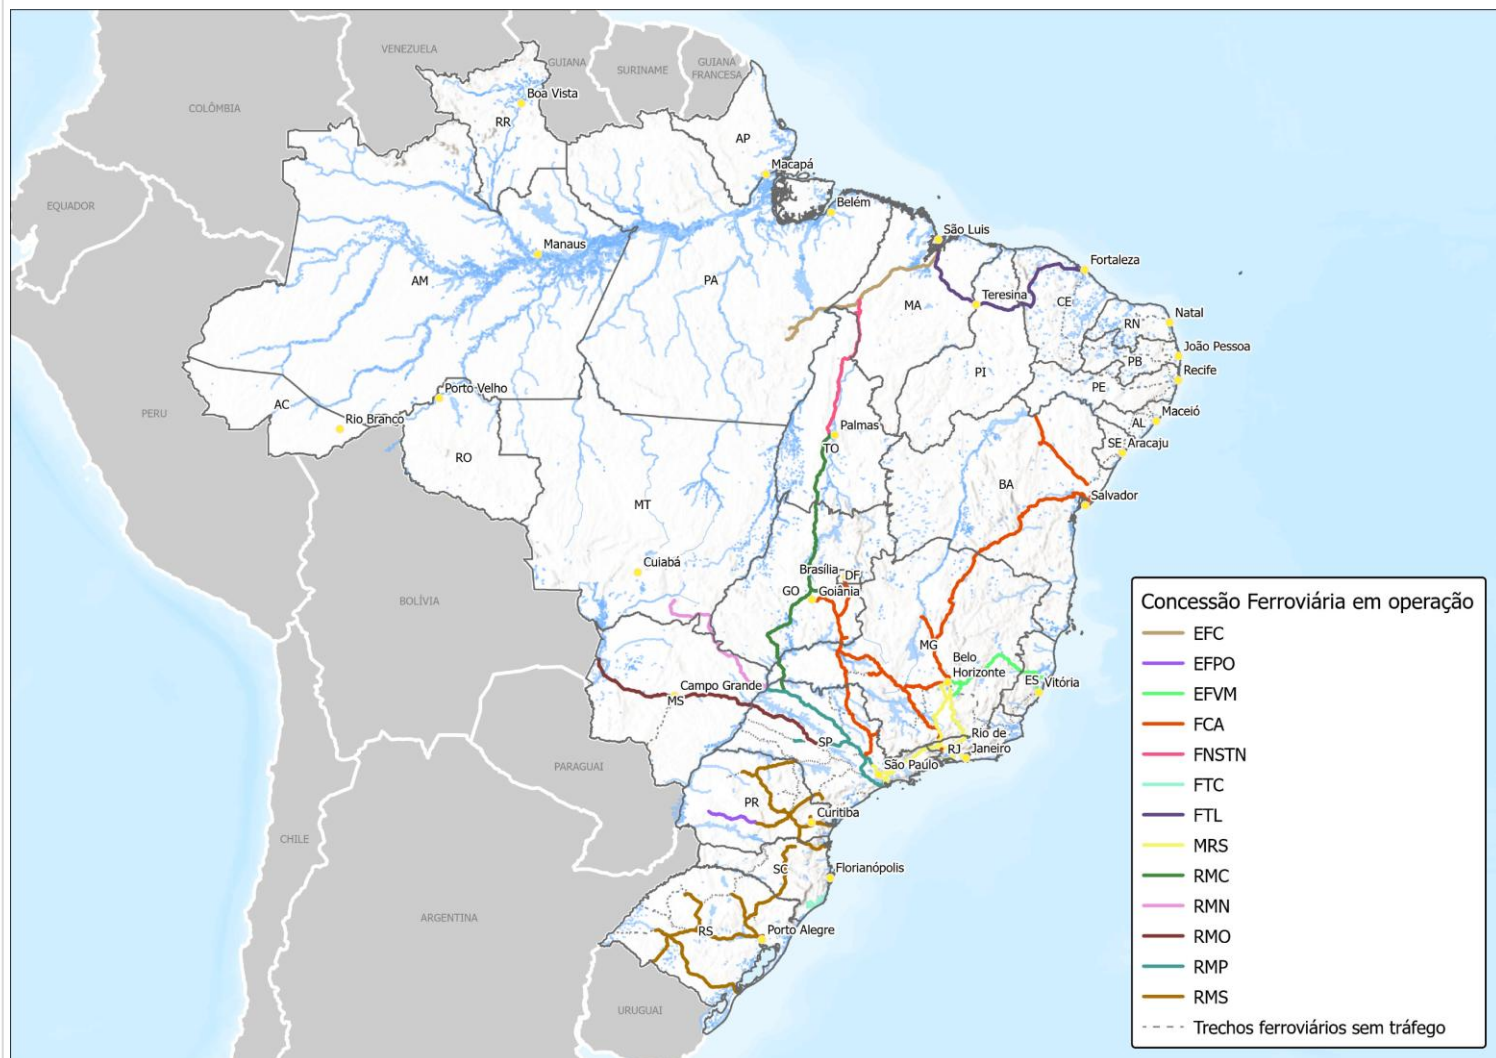 VENEZUELA
GUIANA
SURINAME
GUIANA
FRANCESA
COLÔMBIA
Boa Vista
RR
AP
Macapá
EQUADOR
Belém
São Luis
Manaus
Fortaleza
AM
PA
MA
Teresina
CE
Natal
RN
João Pessoa
PB
Recife
PI
PE
Porto Velho
AC
Rio Branco
PERU
Maceió
AL
Palmas
TO
SE
Aracaju
RO
BA
MT
Salvador
Cuiabá
Brasília
DF
GO
Goiânia
BOLÍVIA
MG
Belo
Horizonte
ES
Vitória
Campo Grande
MS
SP
Rio de
Janeiro
RJ
São Paulo
PARAGUAI
PR
Curitiba
CHILE
SC
Florianópolis
ARGENTINA
RS
Porto Alegre
URUGUAI
Concessão Ferroviária em operação
EFC
EFPO
EFVM
FCA
FNSTN
FTC
FTL
MRS
RMC
RMN
RMO
RMP
RMS
Trechos ferroviários sem tráfego